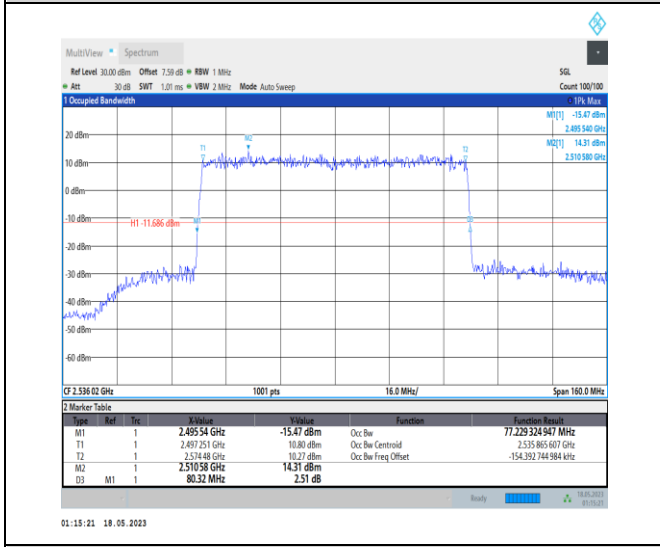 MultiView Spectrum
Ref Level 30.00 dBm Offset 7.59 dB RBW 1 MHz SGL
Att 30 dB SWT 1.01 ms VBW 2 MHz Mode Auto Sweep Count 100/100
1 Occupied Bandwidth 1Pk Max
M1[1] -15.47 dBm
2.495 540 GHz
M2[1] 14.31 dBm
2.510 580 GHz
20 dBm
T1
M2
T2
10 dBm
0 dBm
-10 dBm
H1 -11.686 dBm
M1
D3
-20 dBm
-30 dBm
-40 dBm
-50 dBm
-60 dBm
CF 2.536 02 GHz 1001 pts 16.0 MHz/ Span 160.0 MHz
2 Marker Table
Type Ref Trc X-Value Y-Value Function Function Result
M1 1 2.495 54 GHz -15.47 dBm Occ Bw 77.229 324 947 MHz
T1 1 2.497 251 GHz 10.80 dBm Occ Bw Centroid 2.535 865 607 GHz
T2 1 2.574 48 GHz 10.27 dBm Occ Bw Freq Offset -154.392 744 984 kHz
M2 1 2.510 58 GHz 14.31 dBm
D3 M1 1 80.32 MHz 2.51 dB
Ready 18.05.2023
01:15:21
01:15:21 18.05.2023